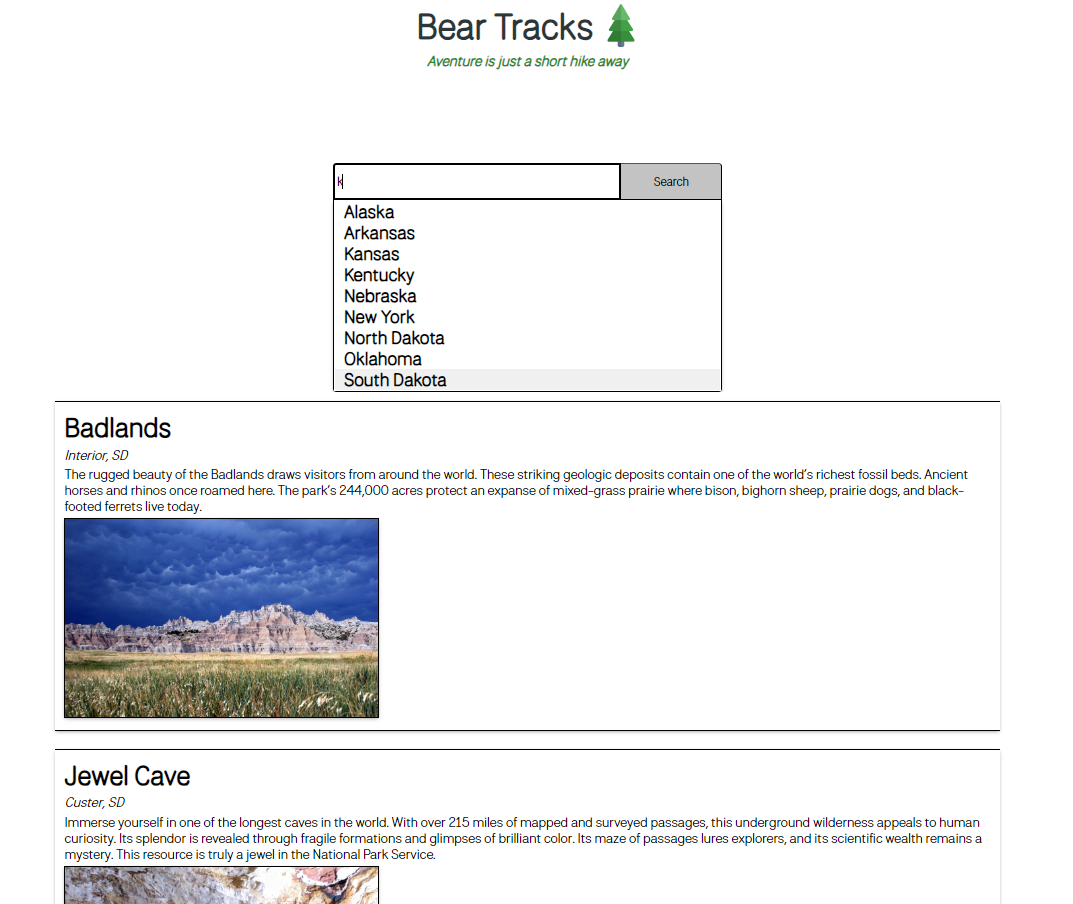 Bear Tracks
Aventure is just a short hike away
k
Search
Alaska
Arkansas
Kansas
Kentucky
Nebraska
New York
North Dakota
Oklahoma
South Dakota
Badlands
Interior, SD
The rugged beauty of the Badlands draws visitors from around the world. These striking geologic deposits contain one of the world’s richest fossil beds. Ancient
horses and rhinos once roamed here. The park’s 244,000 acres protect an expanse of mixed-grass prairie where bison, bighorn sheep, prairie dogs, and black-
footed ferrets live today.
Jewel Cave
Custer, SD
Immerse yourself in one of the longest caves in the world. With over 215 miles of mapped and surveyed passages, this underground wilderness appeals to human
curiosity. Its splendor is revealed through fragile formations and glimpses of brilliant color. Its maze of passages lures explorers, and its scientific wealth remains a
mystery. This resource is truly a jewel in the National Park Service.